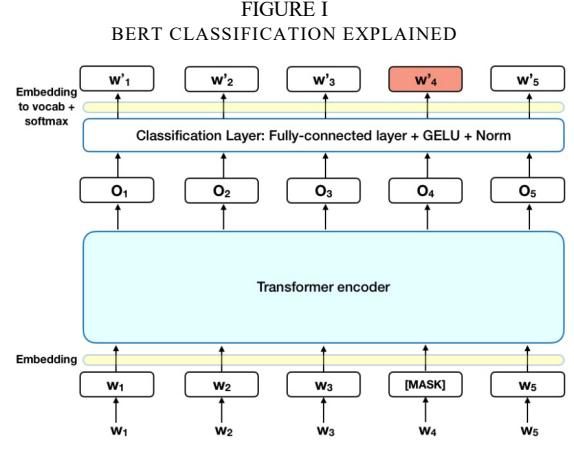 FIGURE I
BERT CLASSIFICATION EXPLAINED
w'₁ w'₂ w'₃ w'₄ w'₅
Embedding
to vocab +
softmax
Classification Layer: Fully-connected layer + GELU + Norm
O₁ O₂ O₃ O₄ O₅
Transformer encoder
Embedding
W₁ W₂ W₃ [MASK] W₅
W₁ W₂ W₃ W₄ W₅